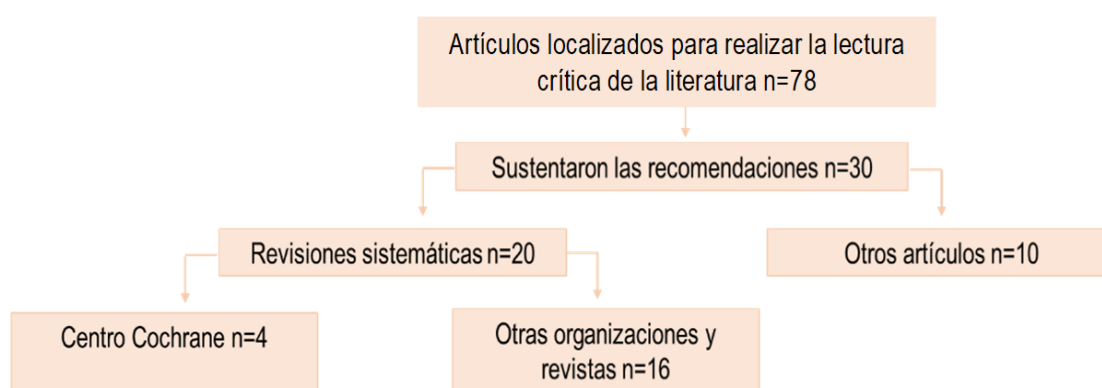 Artículos localizados para realizar la lectura
crítica de la literatura n=78
Sustentaron las recomendaciones n=30
Revisiones sistemáticas n=20
Otros artículos n=10
Centro Cochrane n=4
Otras organizaciones y
revistas n=16